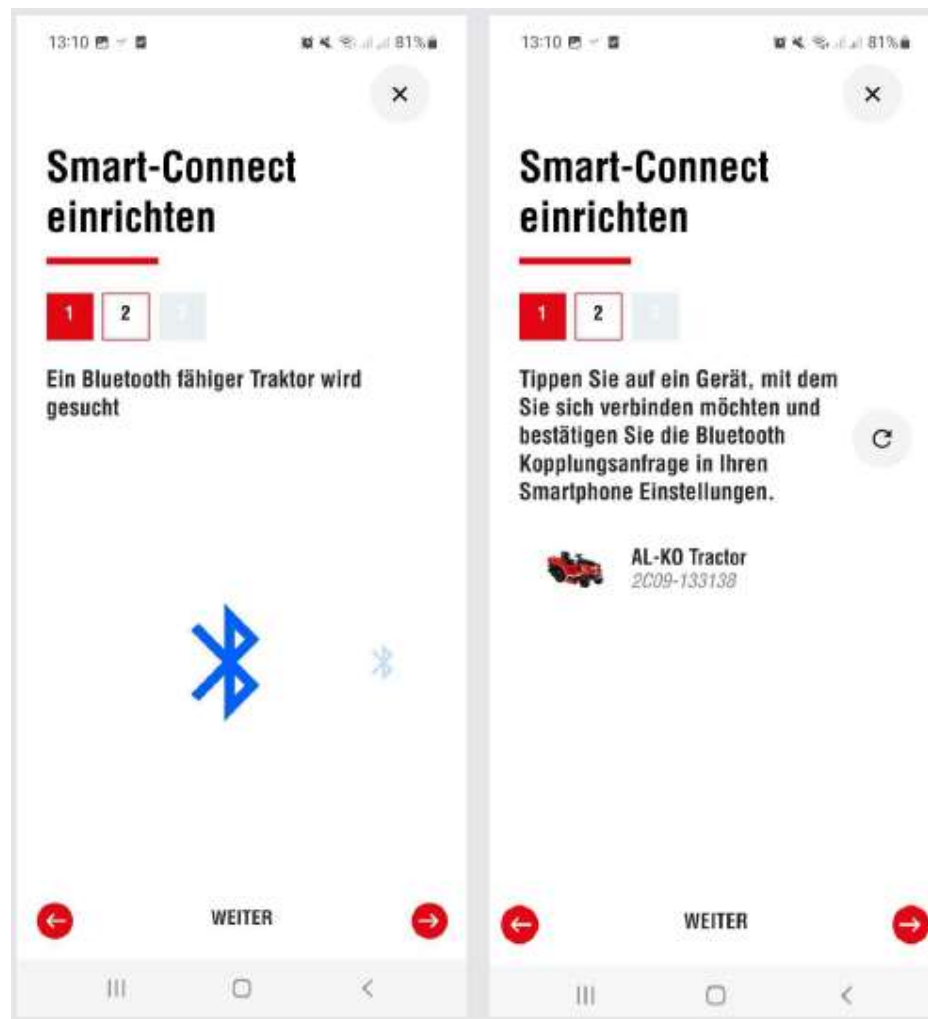 13:10
81%
Smart-Connect
einrichten
1
2
Ein Bluetooth fähiger Traktor wird
gesucht
WEITER
13:10
81%
Smart-Connect
einrichten
1
2
Tippen Sie auf ein Gerät, mit dem
Sie sich verbinden möchten und
bestätigen Sie die Bluetooth
Kopplungsanfrage in Ihren
Smartphone Einstellungen.
AL-KO Tractor
2C09-133138
WEITER